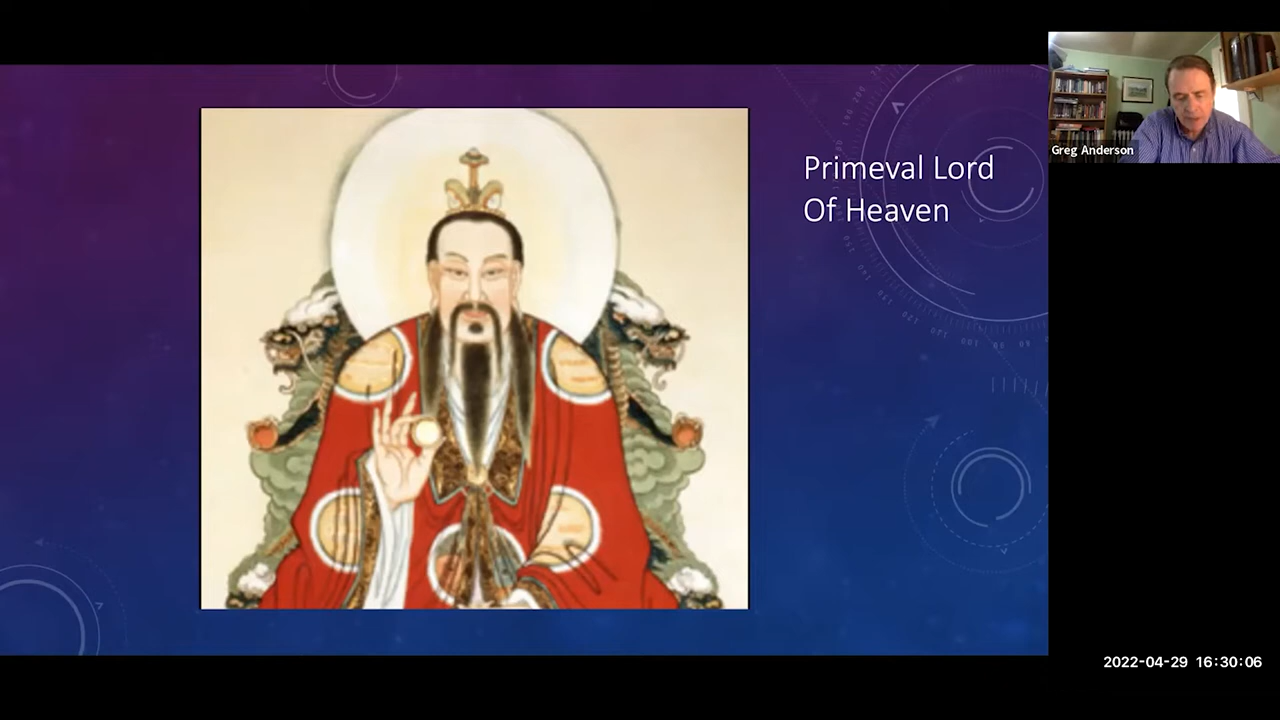 Primeval Lord
Of Heaven
Greg Anderson
2022-04-29 16:30:06